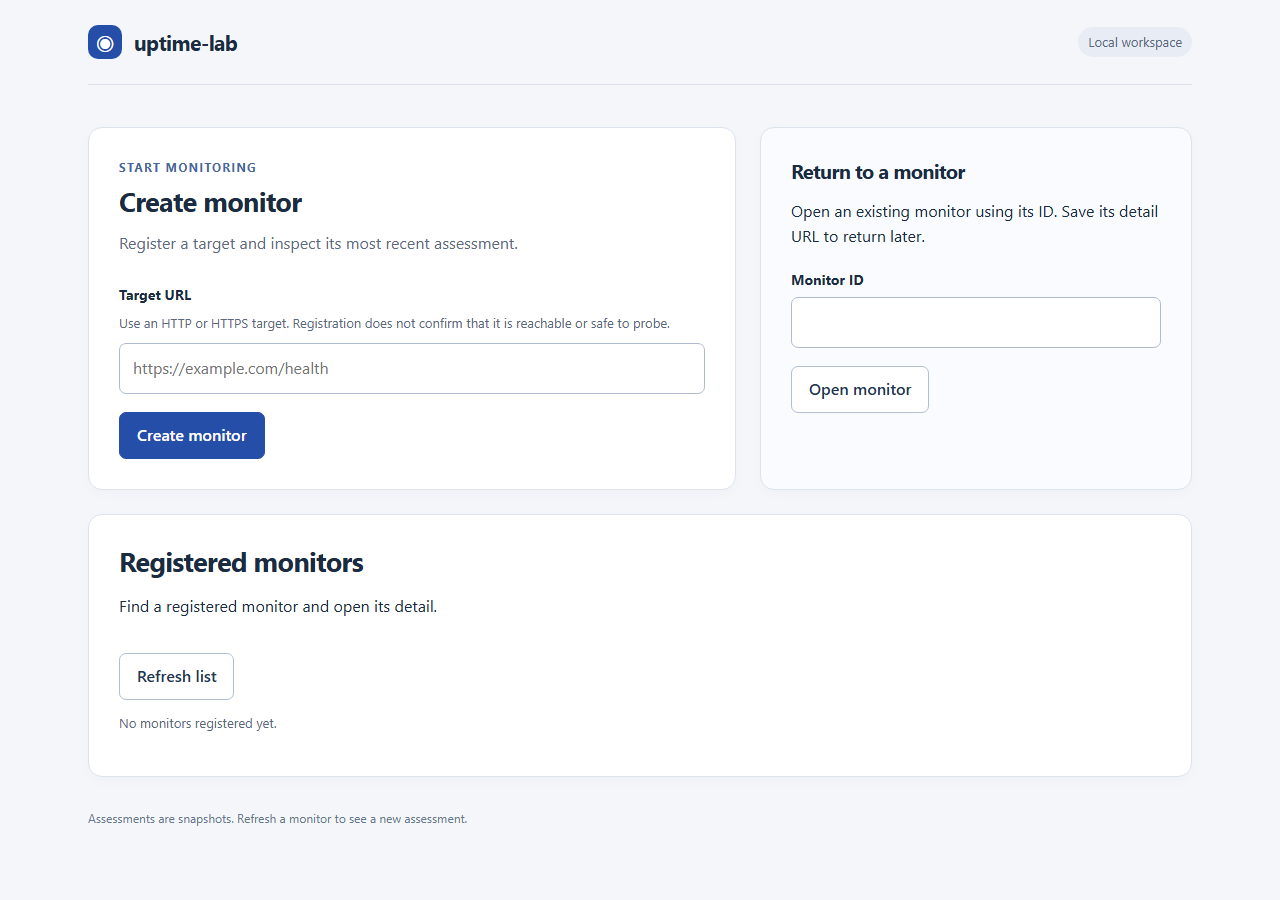 uptime-lab
Local workspace
START MONITORING
Create monitor
Register a target and inspect its most recent assessment.
Target URL
Use an HTTP or HTTPS target. Registration does not confirm that it is reachable or safe to probe.
https://example.com/health
Create monitor
Return to a monitor
Open an existing monitor using its ID. Save its detail
URL to return later.
Monitor ID
Open monitor
Registered monitors
Find a registered monitor and open its detail.
Refresh list
No monitors registered yet.
Assessments are snapshots. Refresh a monitor to see a new assessment.